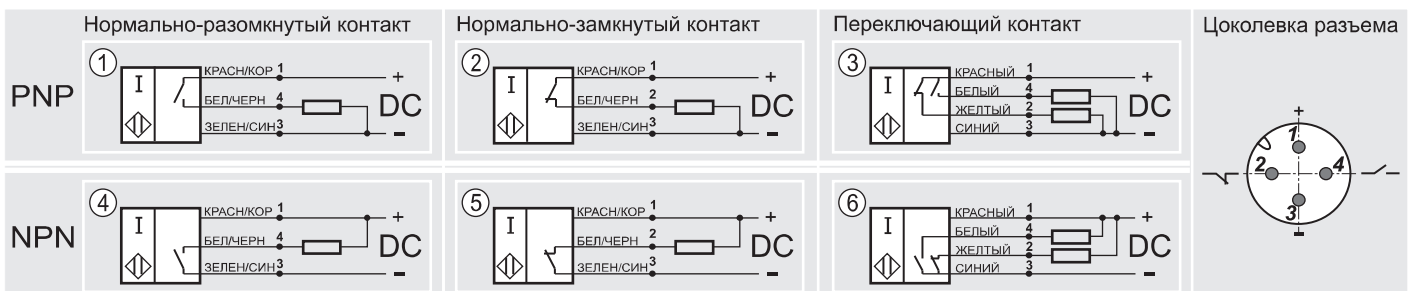 Нормально-разомкнутый контакт
Нормально-замкнутый контакт
Переключающий контакт
Цоколевка разъема
PNP
1
I
КРАСН/КОР 1
БЕЛ/ЧЕРН 4
ЗЕЛЕН/СИН 3
+
DC
-
2
I
КРАСН/КОР 1
БЕЛ/ЧЕРН 2
ЗЕЛЕН/СИН 3
+
DC
-
3
I
КРАСНЫЙ 1
БЕЛЫЙ 4
ЖЕЛТЫЙ 2
СИНИЙ 3
+
DC
-
NPN
4
I
КРАСН/КОР 1
БЕЛ/ЧЕРН 4
ЗЕЛЕН/СИН 3
+
DC
-
5
I
КРАСН/КОР 1
БЕЛ/ЧЕРН 2
ЗЕЛЕН/СИН 3
+
DC
-
6
I
КРАСНЫЙ 1
БЕЛЫЙ 4
ЖЕЛТЫЙ 2
СИНИЙ 3
+
DC
-
+
1
2
4
3
-